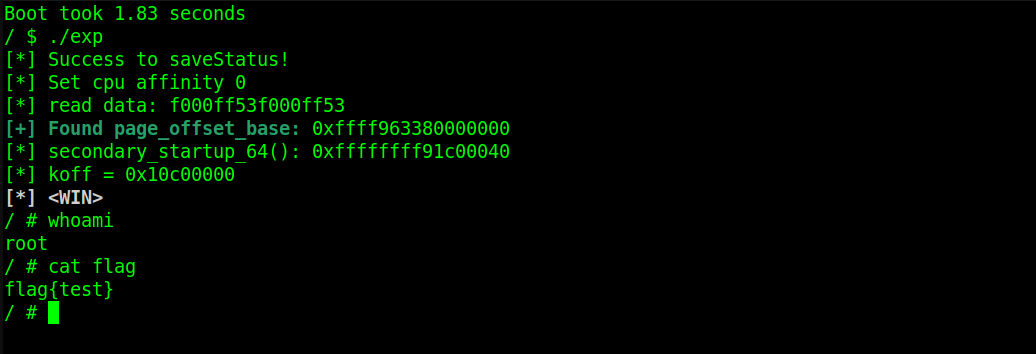 Boot took 1.83 seconds
/ $ ./exp
[*] Success to saveStatus!
[*] Set cpu affinity 0
[*] read data: f000ff53f000ff53
[+] Found page_offset_base: 0xffff963380000000
[*] secondary_startup_64(): 0xffffffff91c00040
[*] koff = 0x10c00000
[*] <WIN>
/ # whoami
root
/ # cat flag
flag{test}
/ #